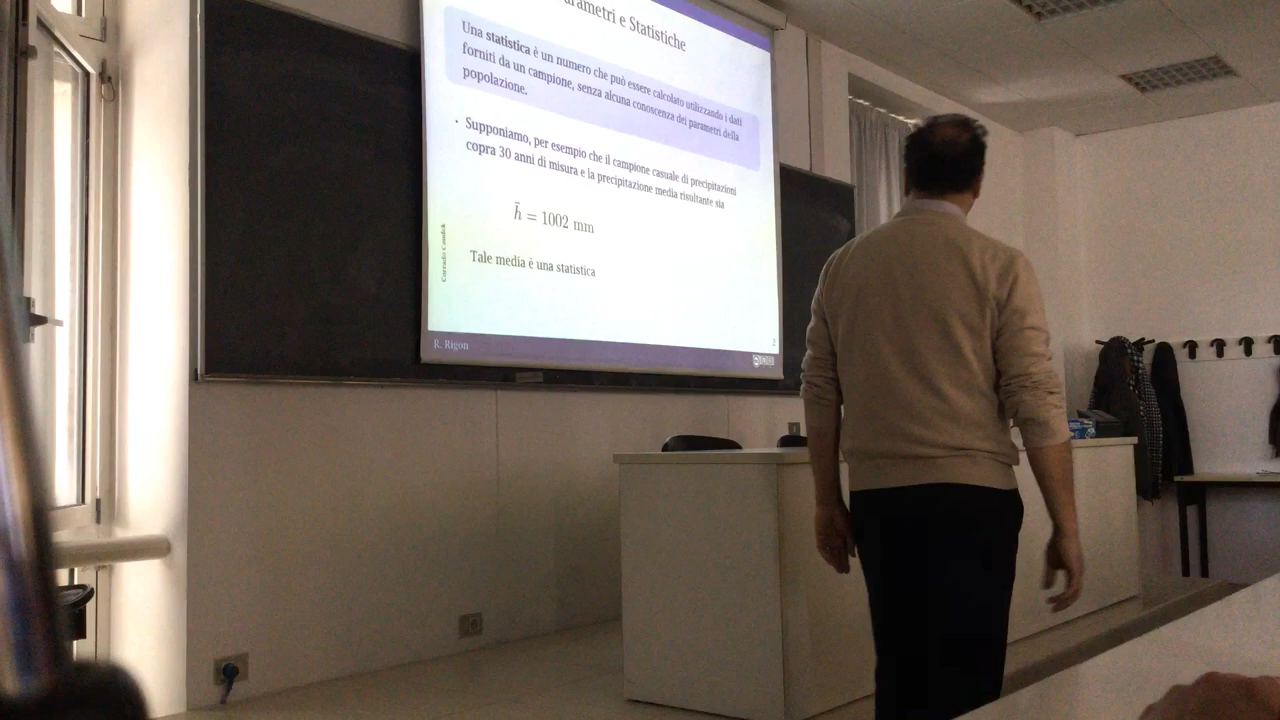 arametri e Statistiche
Una statistica è un numero che può essere calcolato utilizzando i dati
forniti da un campione, senza alcuna conoscenza dei parametri della
popolazione.
· Supponiamo, per esempio che il campione casuale di precipitazioni
copra 30 anni di misura e la precipitazione media risultante sia
h̄ = 1002 mm
Tale media è una statistica
R. Rigon
2